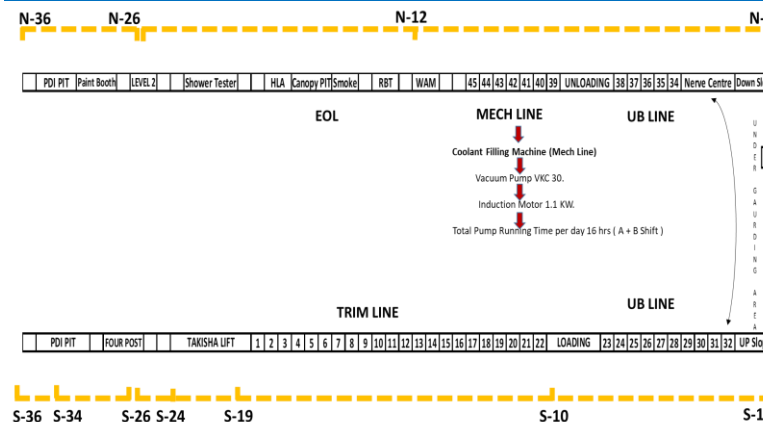 N-36 N-26 N-12 N-
PDI PIT Paint Booth LEVEL 2 Shower Tester HLA Canopy PIT Smoke RBT WAM 45 44 43 42 41 40 39 UNLOADING 38 37 36 35 34 Nerve Centre Down Slo
EOL MECH LINE UB LINE
Coolant Filling Machine (Mech Line)
Vacuum Pump VKC 30.
Induction Motor 1.1 KW.
Total Pump Running Time per day 16 hrs ( A + B Shift )
UNDER GAURDING AREA
TRIM LINE UB LINE
PDI PIT FOUR POST TAKISHA LIFT 1 2 3 4 5 6 7 8 9 10 11 12 13 14 15 16 17 18 19 20 21 22 LOADING 23 24 25 26 27 28 29 30 31 32 UP Slop
S-36 S-34 S-26 S-24 S-19 S-10 S-1